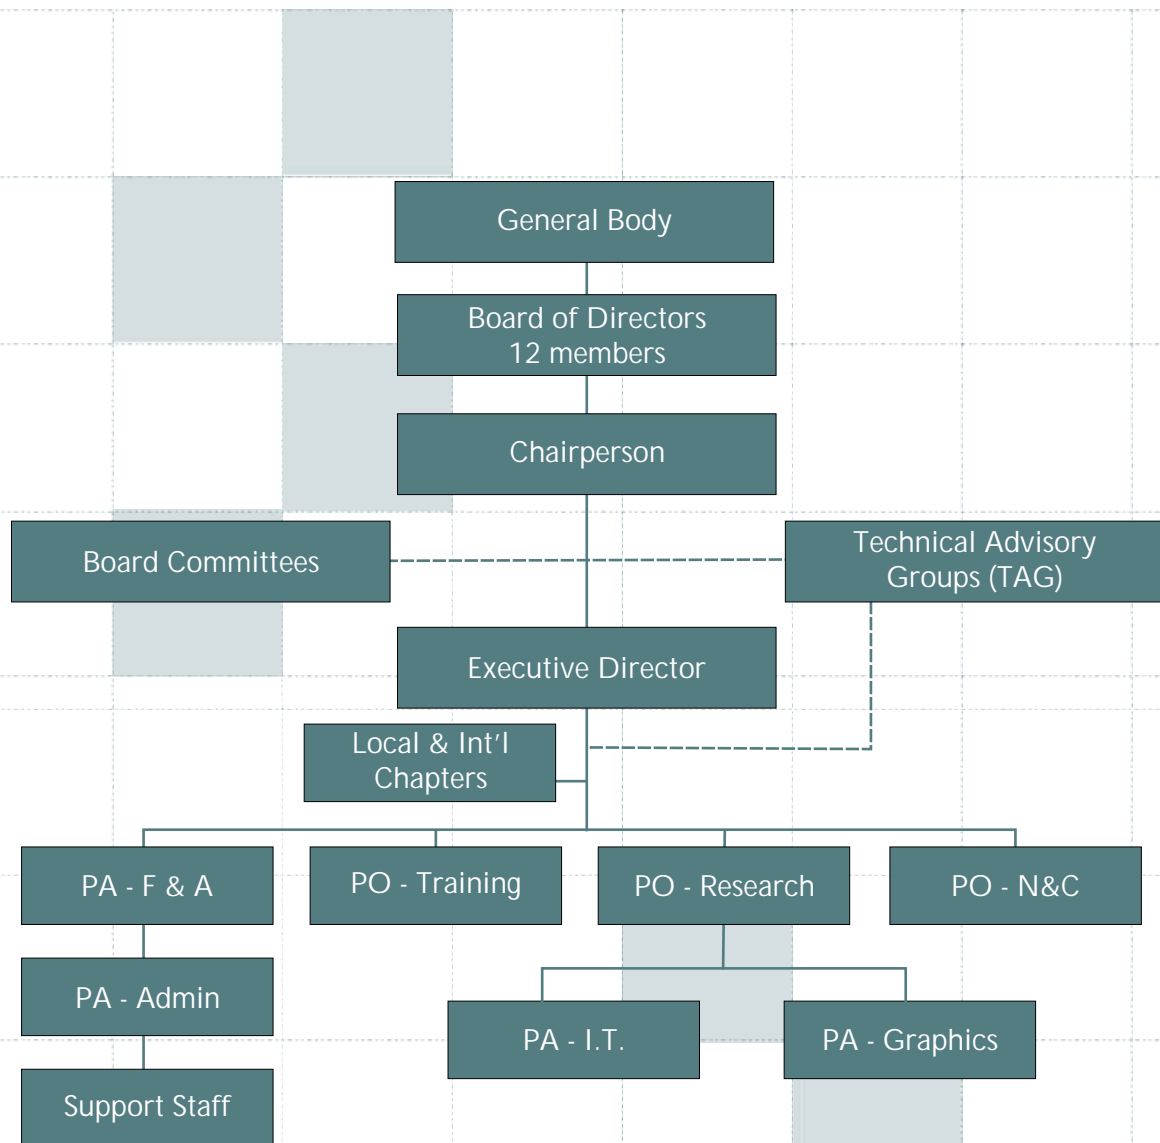 General Body
Board of Directors
12 members
Chairperson
Board Committees
Technical Advisory
Groups (TAG)
Executive Director
Local & Int'l
Chapters
PA - F & A
PO - Training
PO - Research
PO - N&C
PA - Admin
PA - I.T.
PA - Graphics
Support Staff